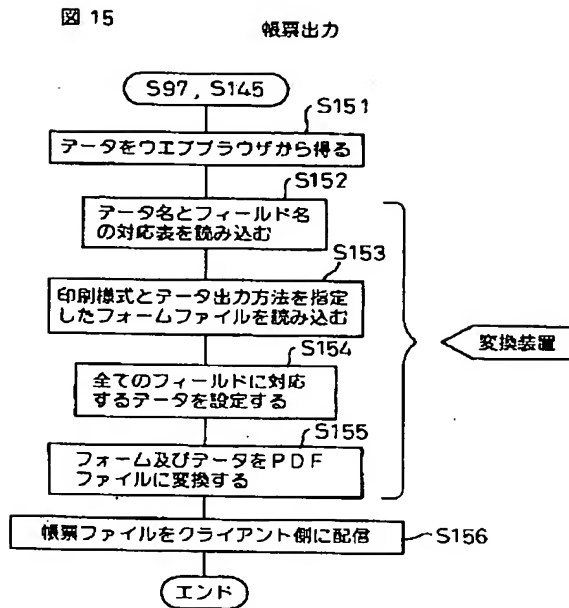 図 15
帳票出力
S97, S145
S151
データをウエブブラウザから得る
S152
データ名とフィールド名
の対応表を読み込む
S153
印刷様式とデータ出力方法を指定
したフォームファイルを読み込む
S154
全てのフィールドに対応
するデータを設定する
S155
フォーム及びデータをPDF
ファイルに変換する
変換装置
帳票ファイルをクライアント側に配信
S156
エンド